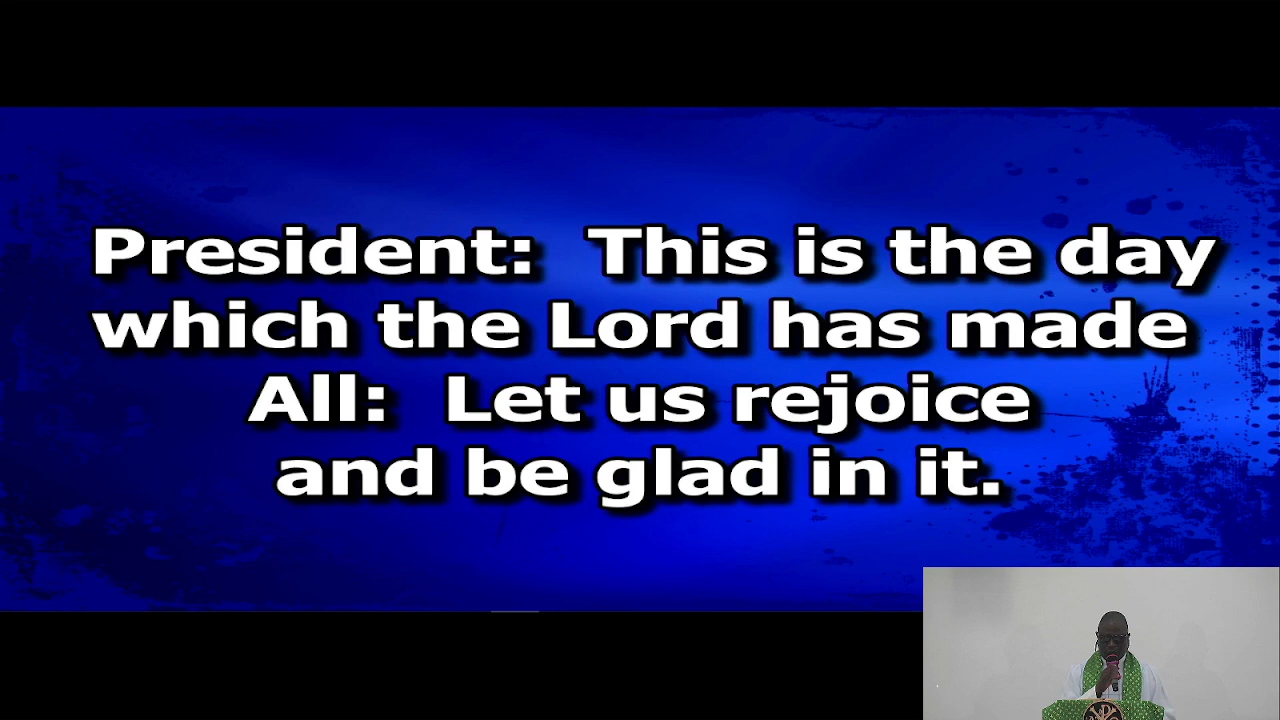 President: This is the day
which the Lord has made
All: Let us rejoice
and be glad in it.